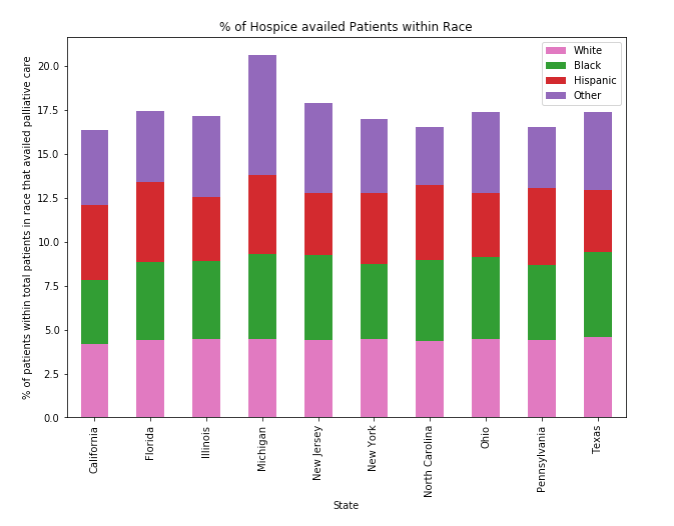 % of Hospice availed Patients within Race
White
Black
Hispanic
Other
% of patients within total patients in race that availed palliative care
20.0
17.5
15.0
12.5
10.0
7.5
5.0
2.5
0.0
California
Florida
Illinois
Michigan
New Jersey
New York
North Carolina
Ohio
Pennsylvania
Texas
State